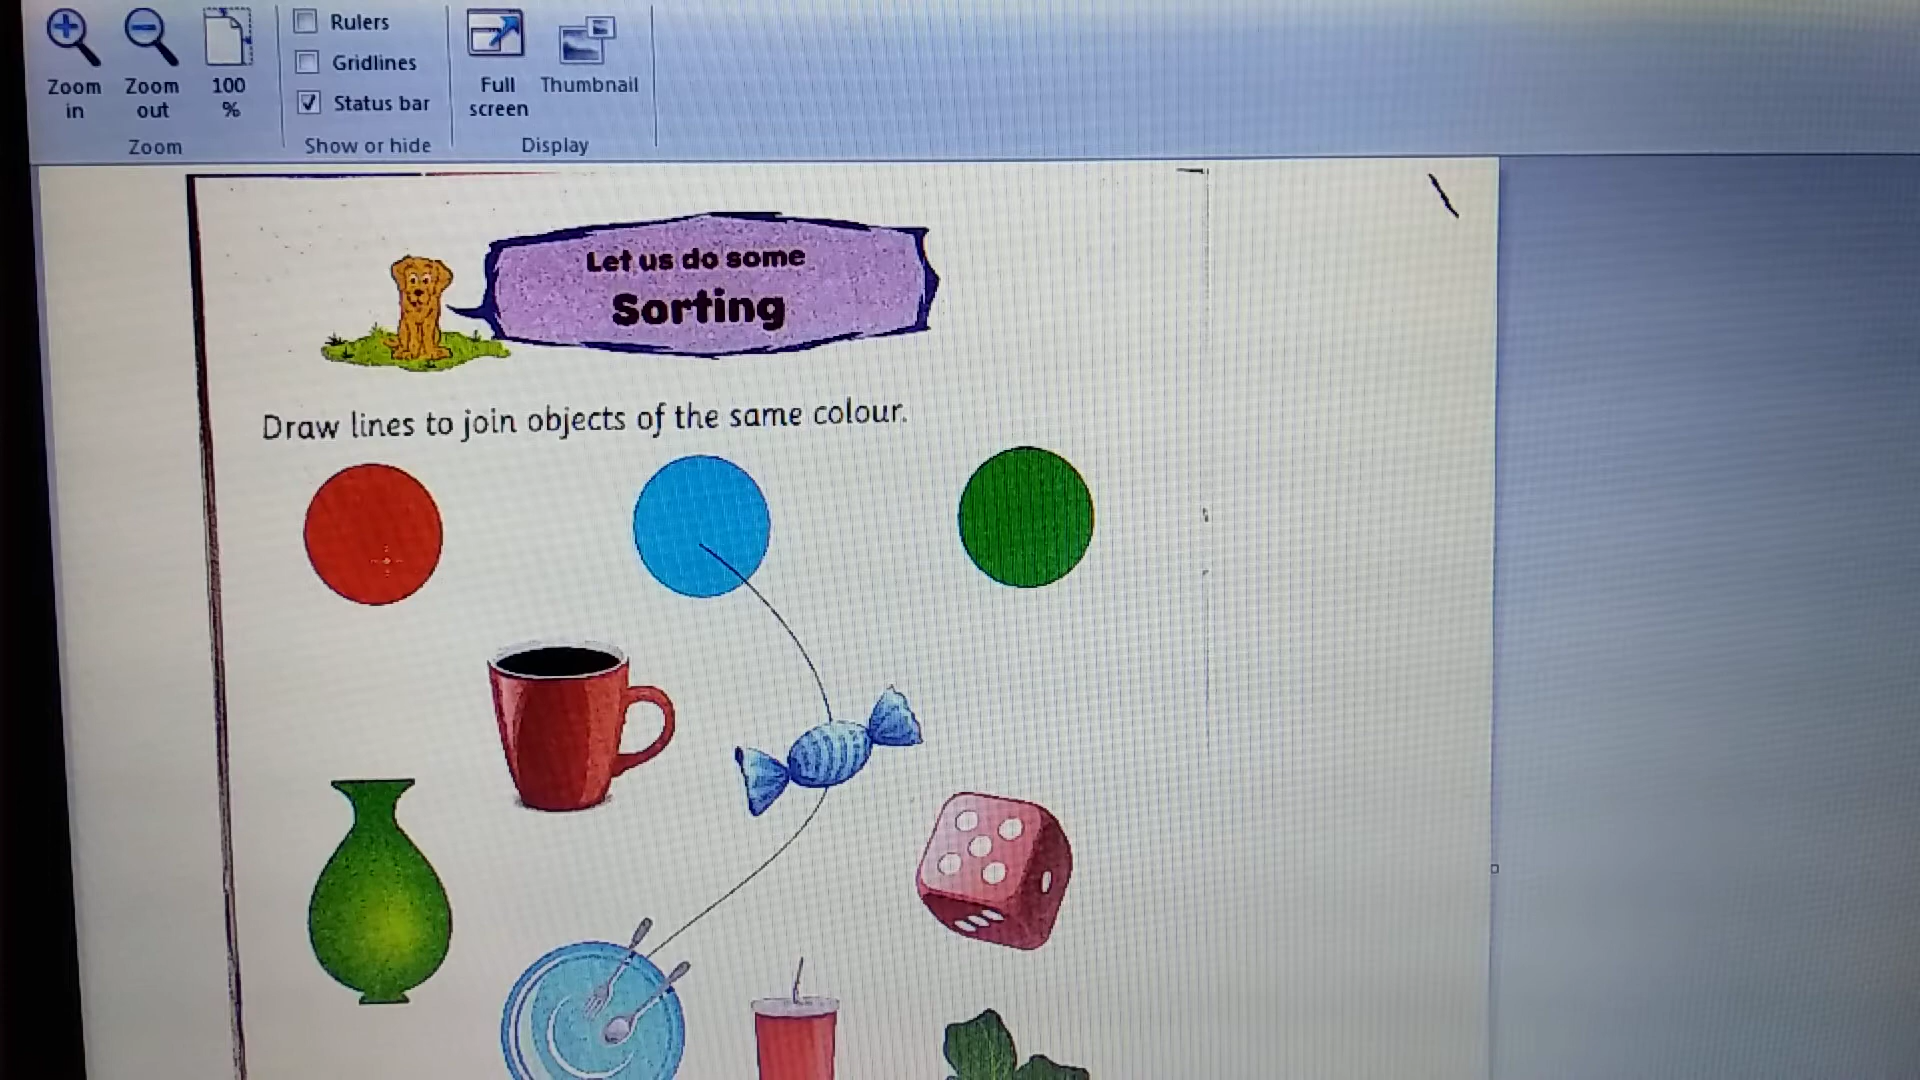 Zoom in
Zoom out
100 %
Zoom
Rulers
Gridlines
Status bar
Show or hide
Full screen
Thumbnail
Display
Let us do some
Sorting
Draw lines to join objects of the same colour.